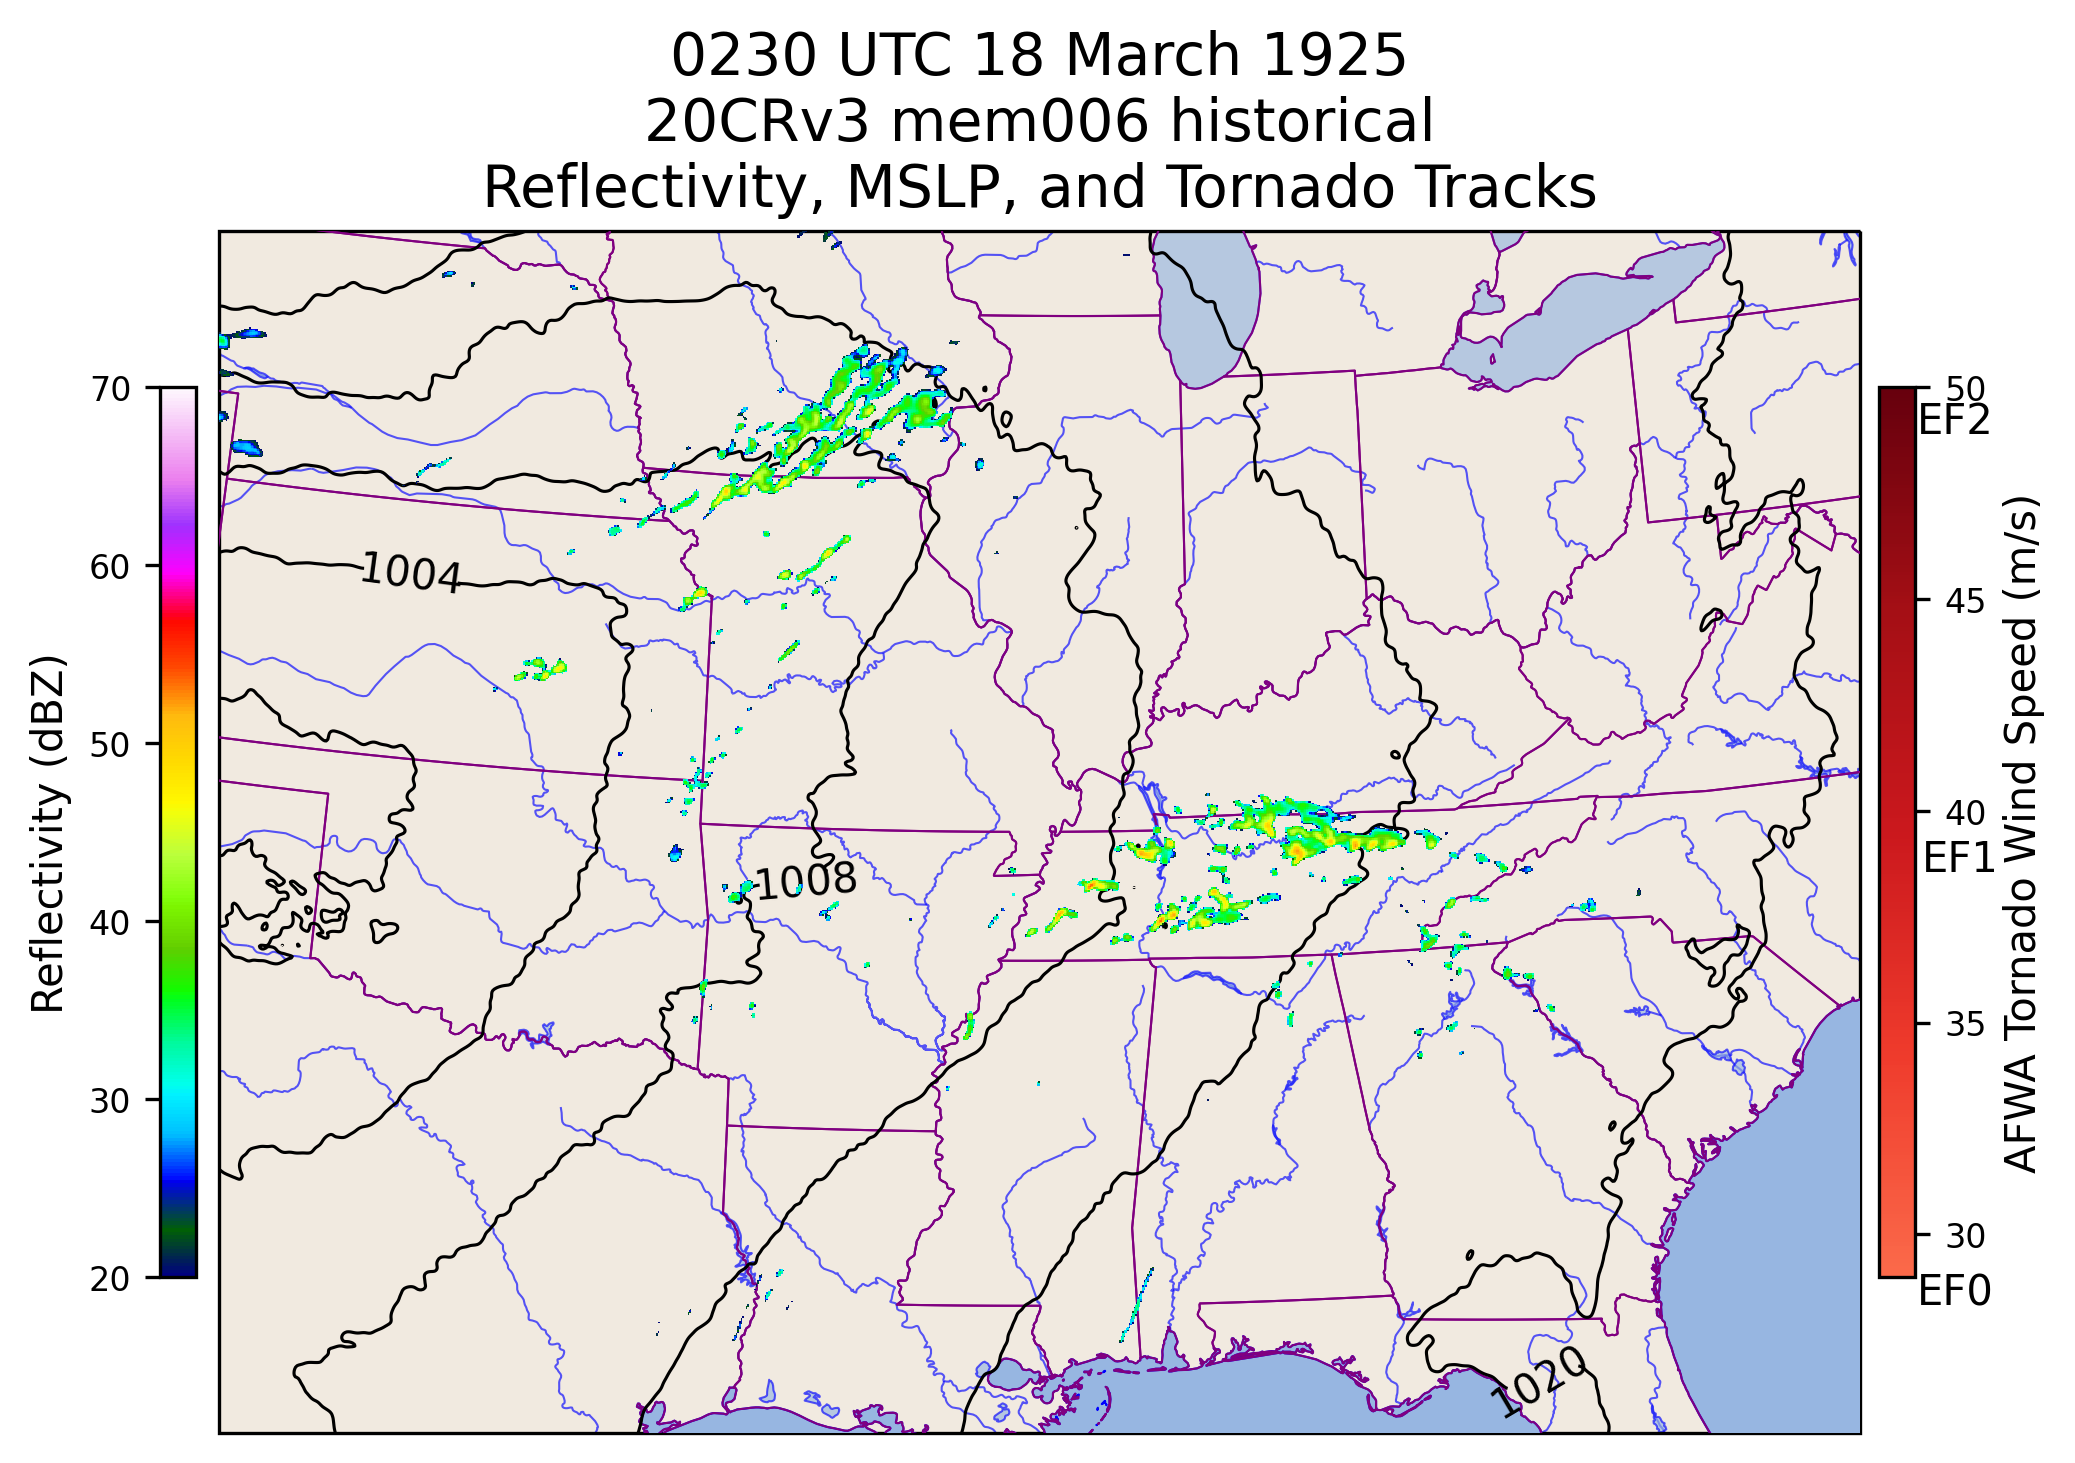 0230 UTC 18 March 1925
20CRv3 mem006 historical
Reflectivity, MSLP, and Tornado Tracks
70
60
50
40
30
20
Reflectivity (dBZ)
1004
1008
1020
50
EF2
45
40
EF1
35
30
EF0
AFWA Tornado Wind Speed (m/s)